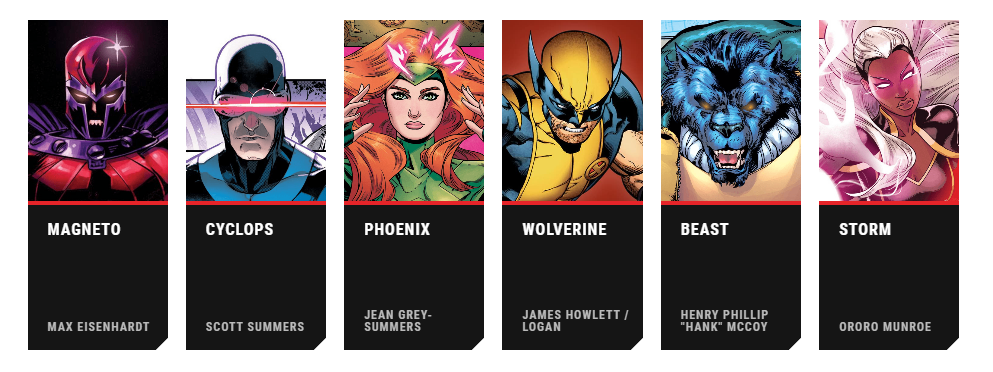 MAGNETO
MAX EISENHARDT
CYCLOPS
SCOTT SUMMERS
PHOENIX
JEAN GREY-
SUMMERS
WOLVERINE
JAMES HOWLETT /
LOGAN
BEAST
HENRY PHILLIP
"HANK" MCCOY
STORM
ORORO MUNROE